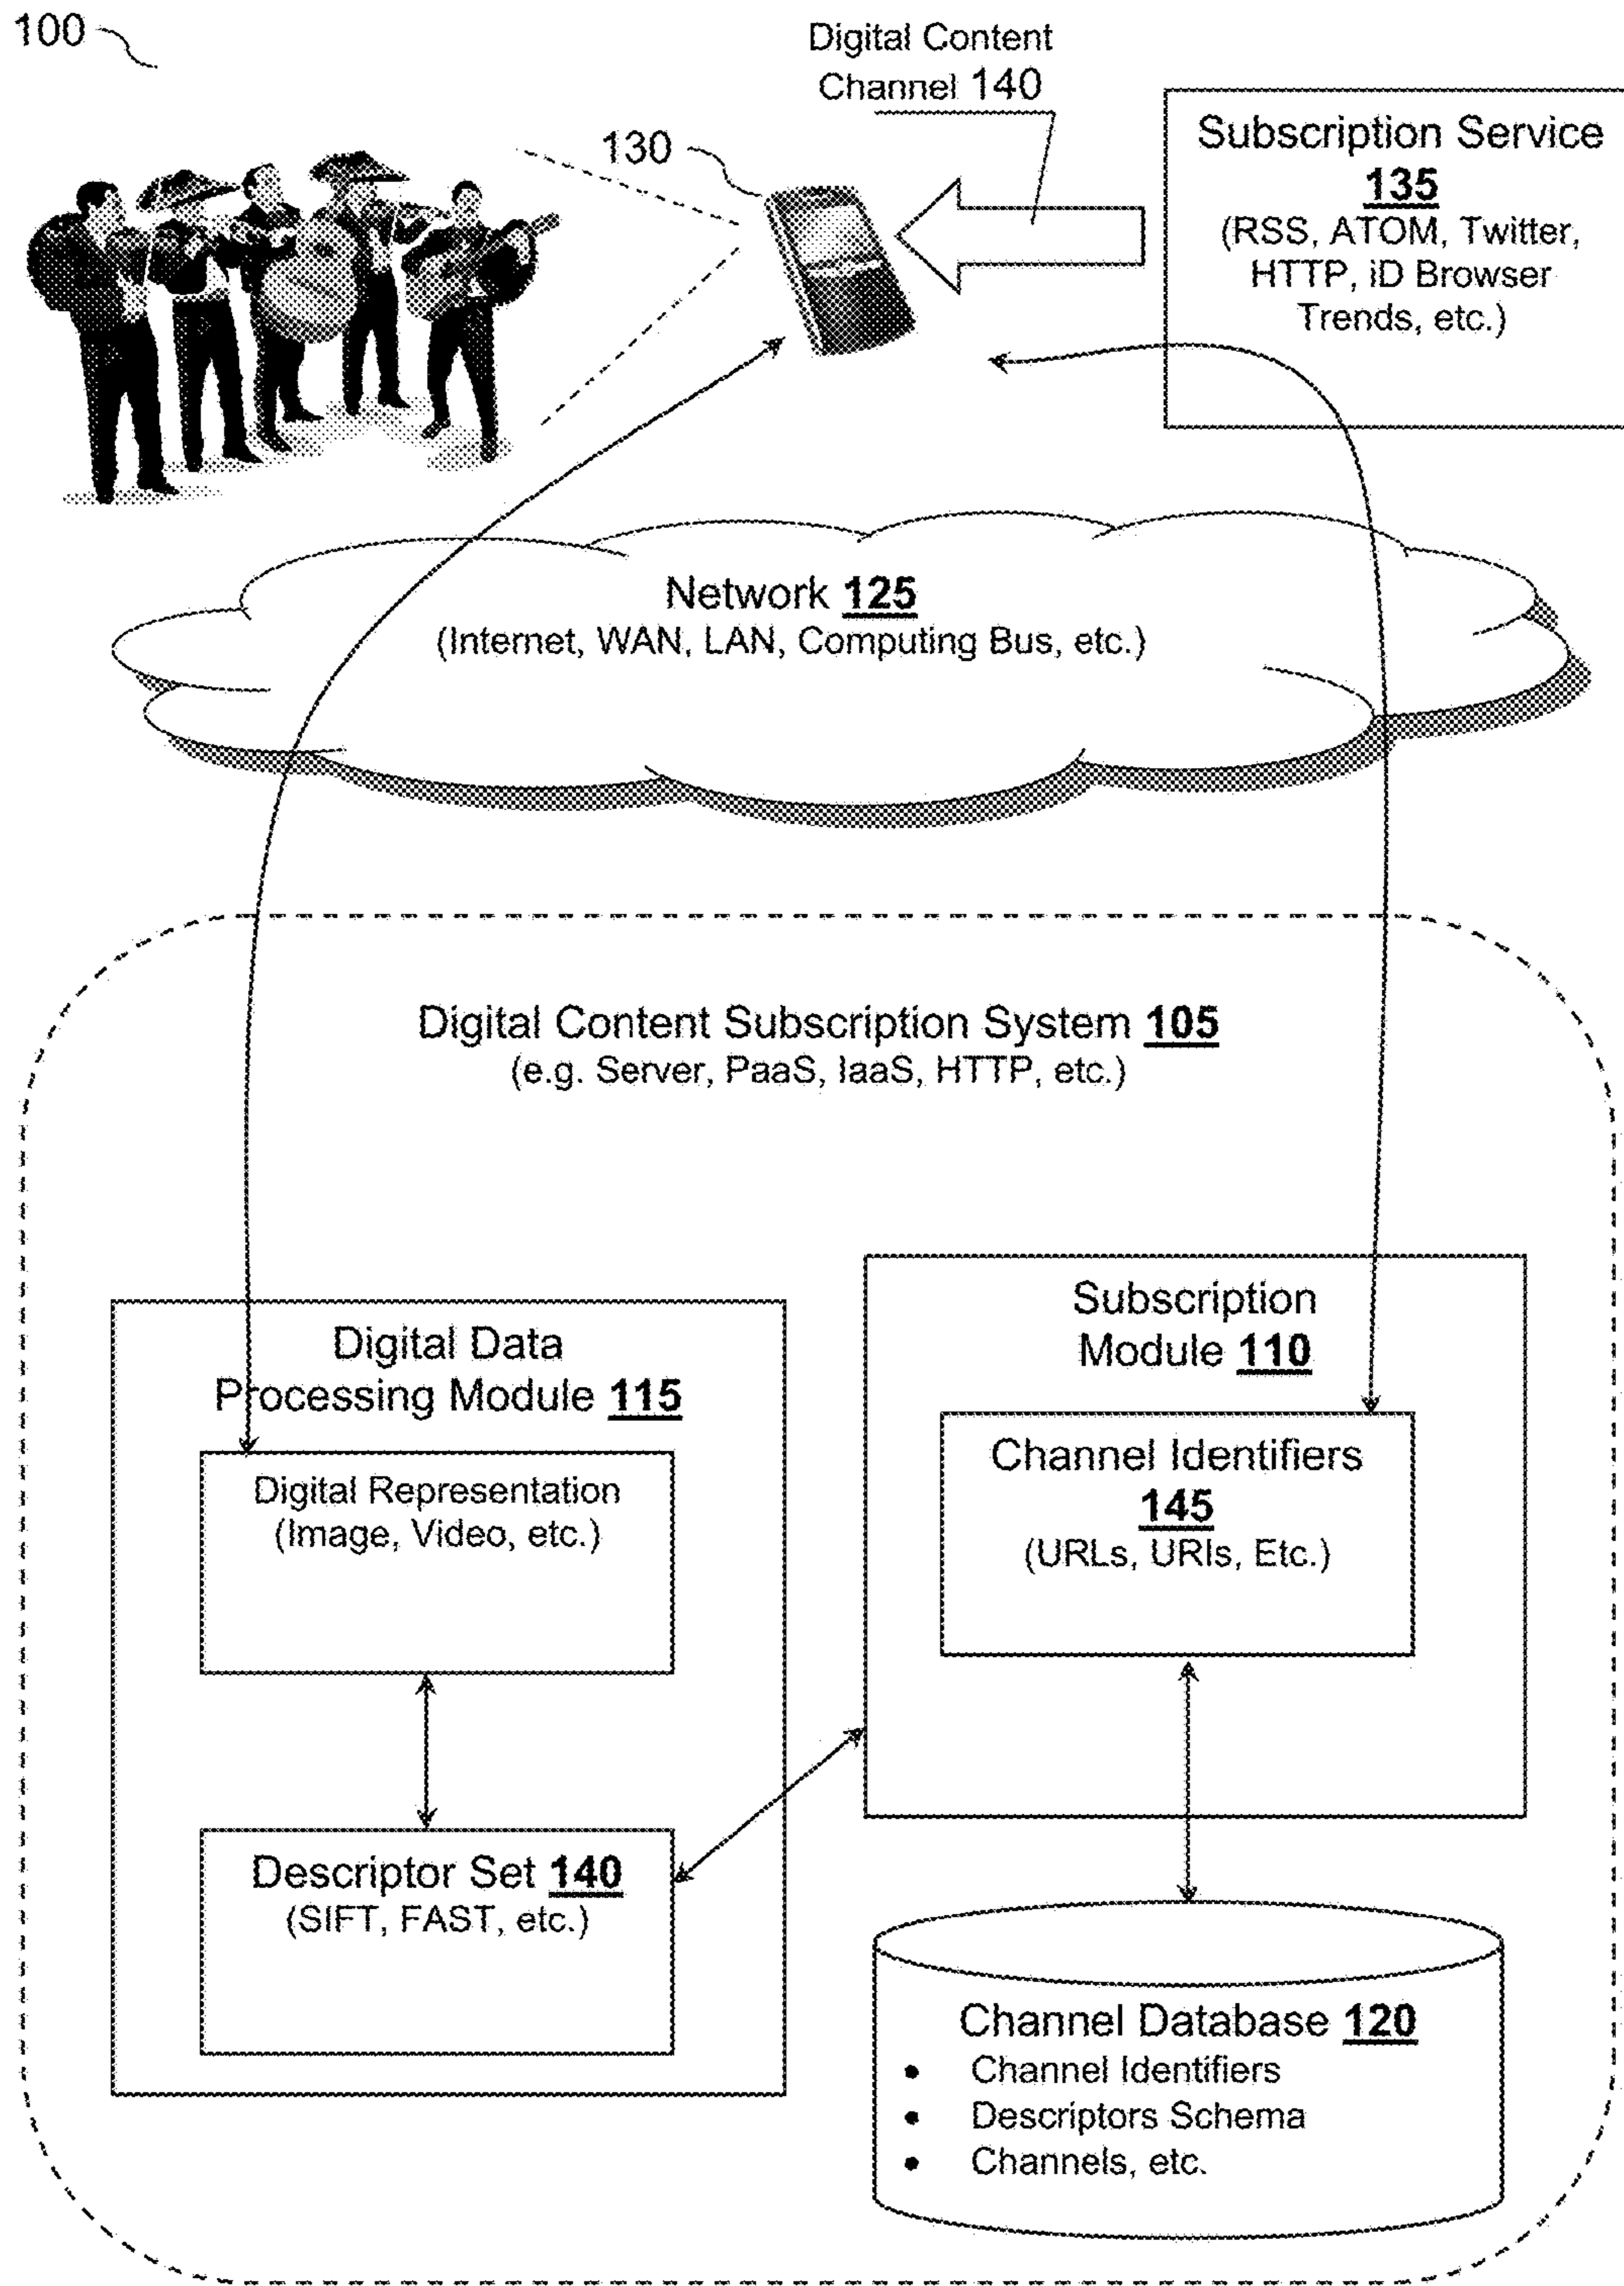 100
Digital Content
Channel 140
130
Subscription Service
135
(RSS, ATOM, Twitter,
HTTP, iD Browser
Trends, etc.)
Network 125
(Internet, WAN, LAN, Computing Bus, etc.)
Digital Content Subscription System 105
(e.g. Server, PaaS, IaaS, HTTP, etc.)
Digital Data
Processing Module 115
Digital Representation
(Image, Video, etc.)
Descriptor Set 140
(SIFT, FAST, etc.)
Subscription
Module 110
Channel Identifiers
145
(URLs, URIs, Etc.)
Channel Database 120
• Channel Identifiers
• Descriptors Schema
• Channels, etc.